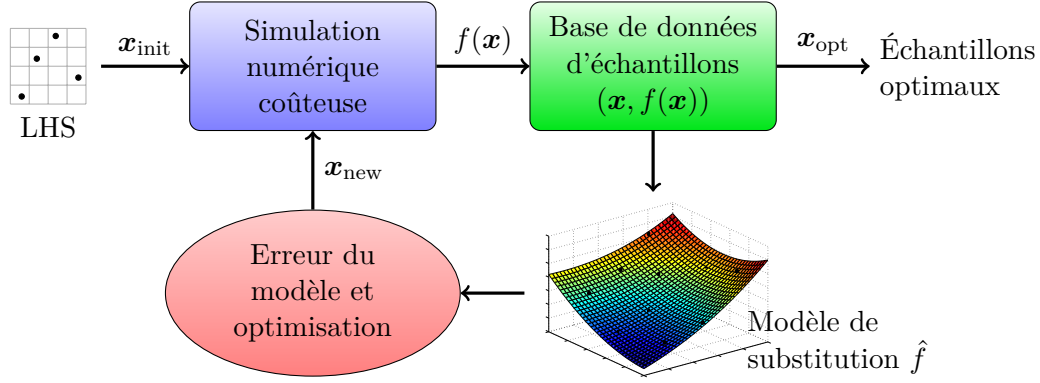 LHS
x_init
Simulation
numérique
coûteuse
f(x)
Base de données
d'échantillons
(x, f(x))
x_opt
Échantillons
optimaux
x_new
Erreur du
modèle et
optimisation
Modèle de
substitution f̂